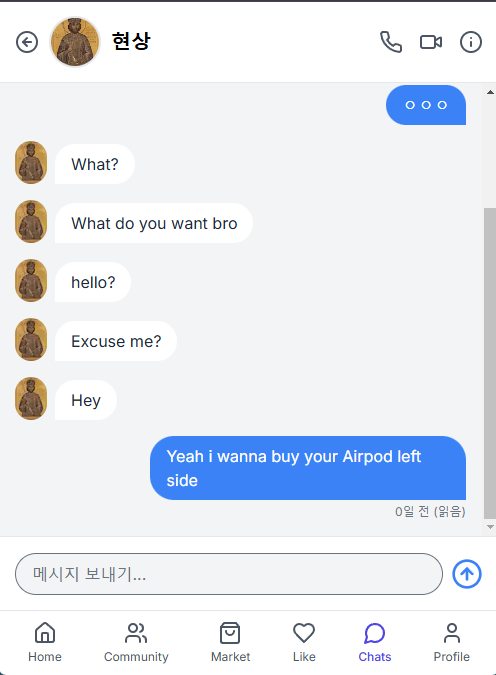 현상
ㅇㅇㅇ
What?
What do you want bro
hello?
Excuse me?
Hey
Yeah i wanna buy your Airpod left
side
0일 전 (읽음)
메시지 보내기...
Home Community Market Like Chats Profile